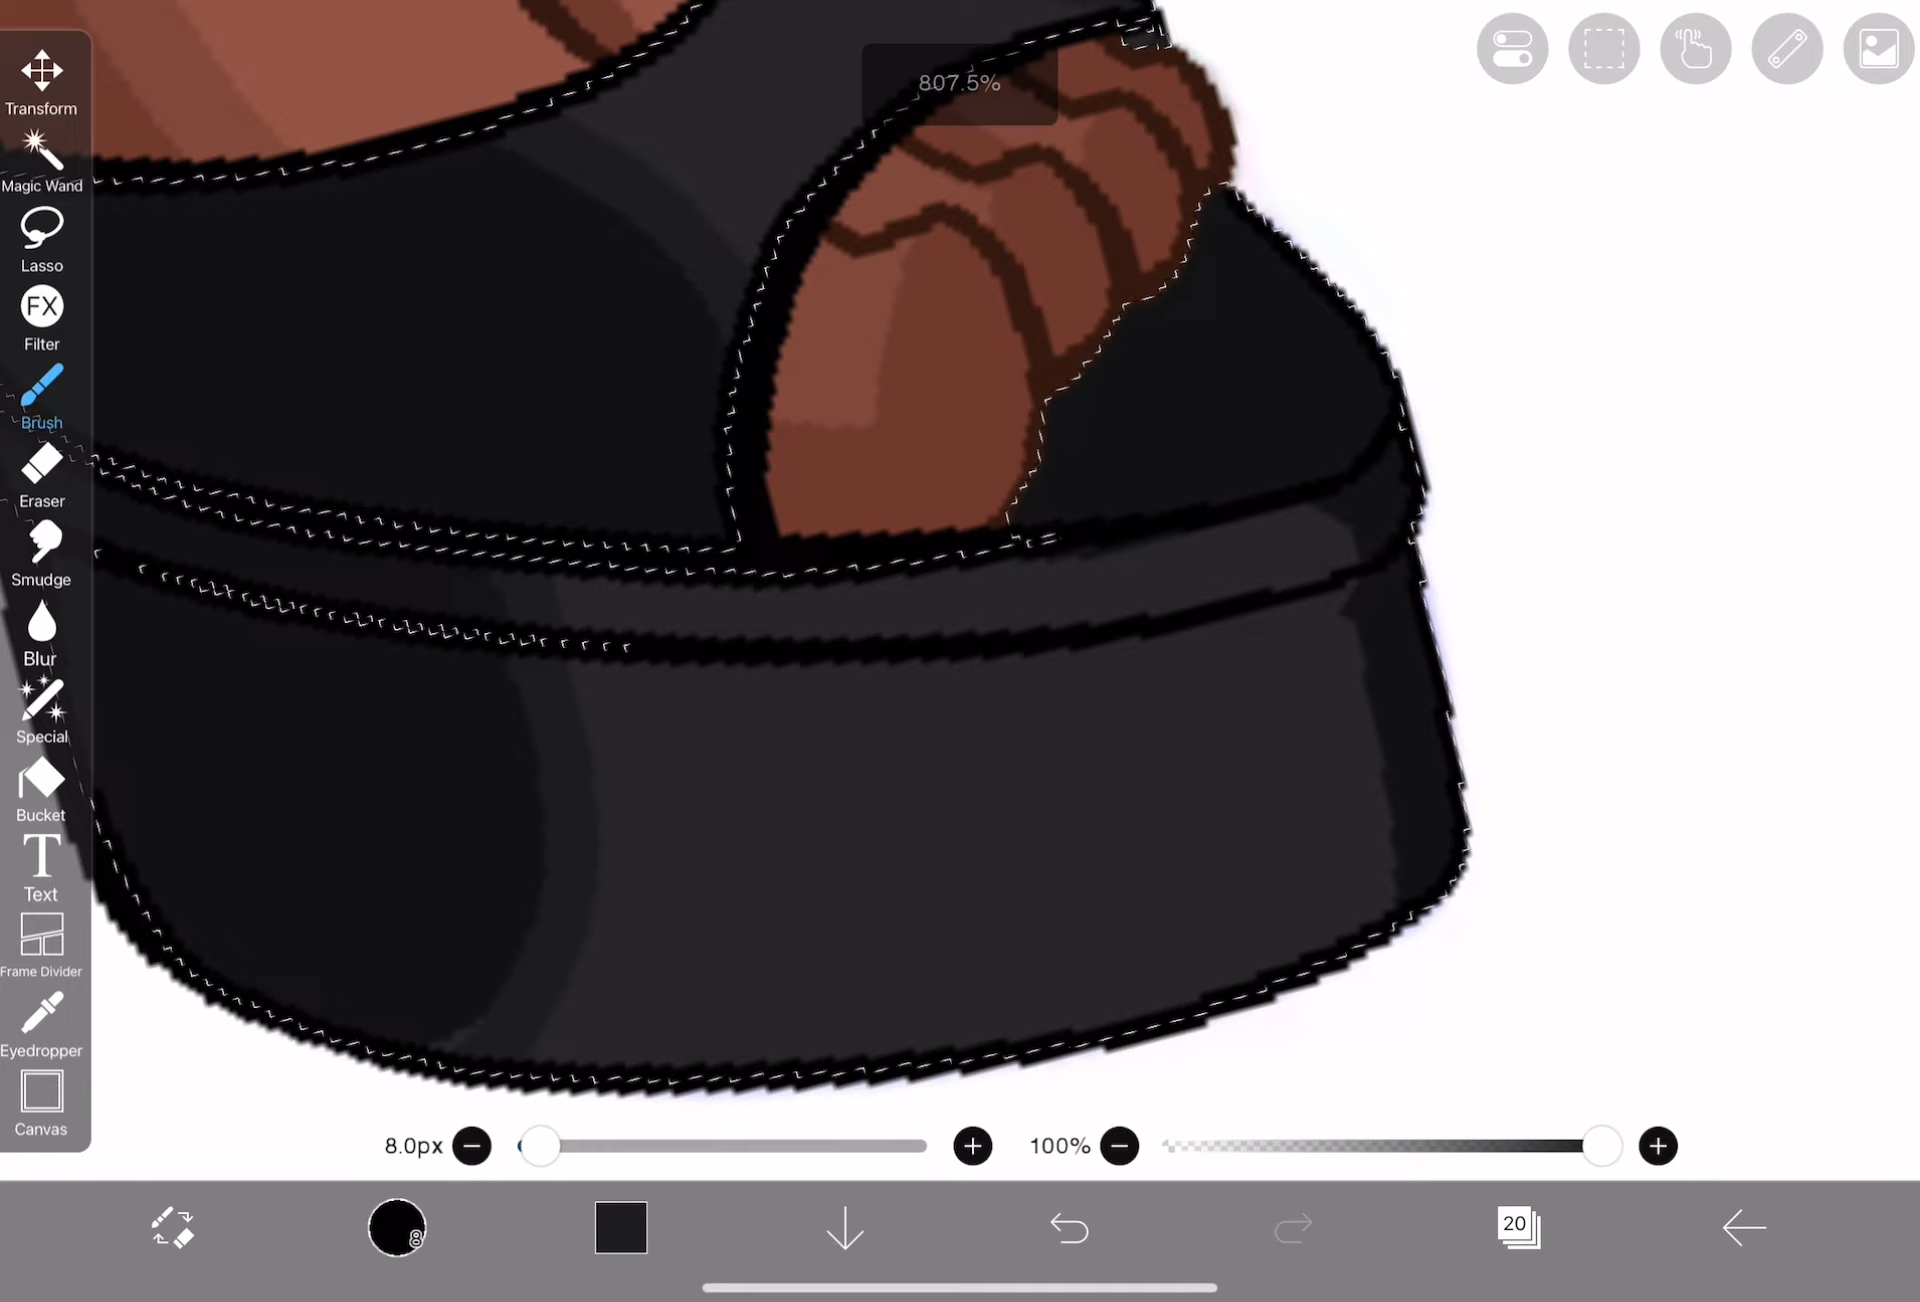 807.5%
Transform
Magic Wand
Lasso
FX
Filter
Brush
Eraser
Smudge
Blur
Special
Bucket
T
Text
Frame Divider
Eyedropper
Canvas
8.0px
100%
8
20